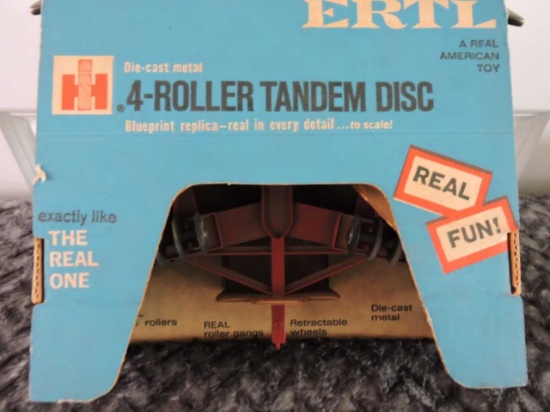 ERTL
A REAL
AMERICAN
TOY
Die-cast metal
IH
® 4-ROLLER TANDEM DISC
Blueprint replica—real in every detail...to scale!
REAL
FUN!
exactly like
THE
REAL
ONE
rollers
REAL
roller gangs
Retractable
wheels
Die-cast
metal